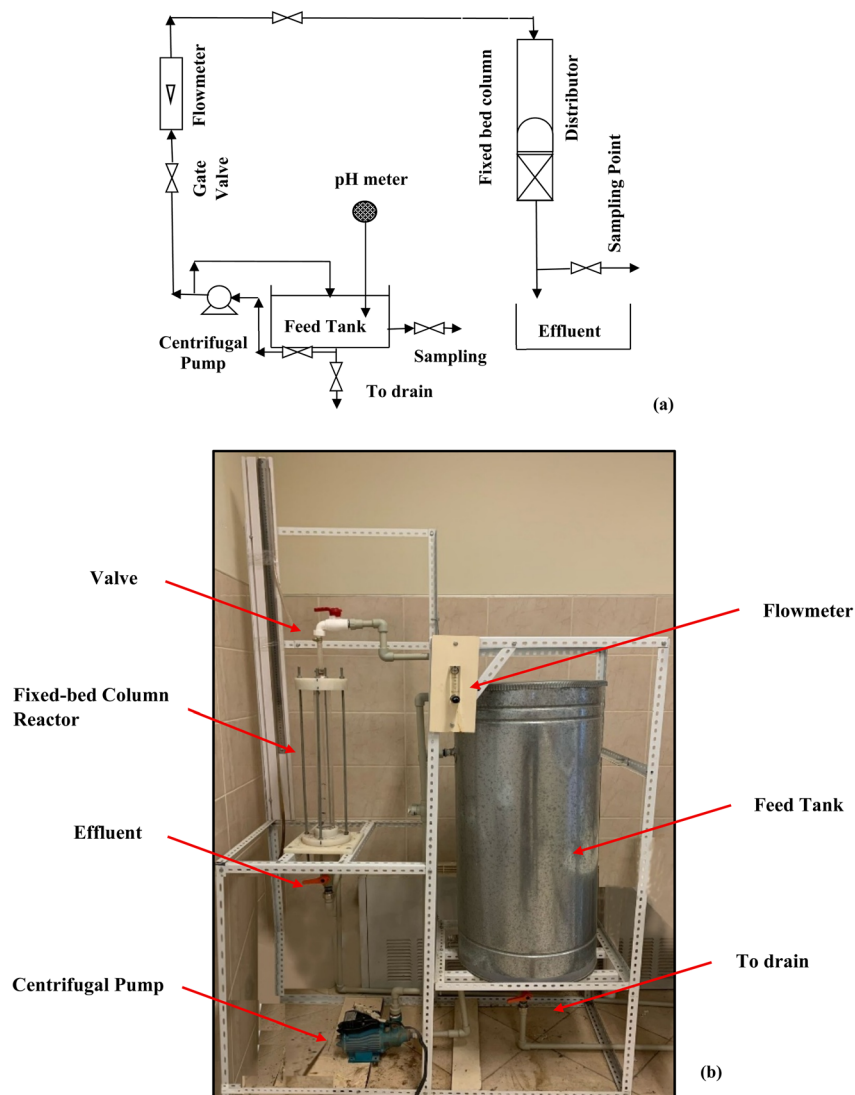 Flowmeter
Gate
Valve
pH meter
Fixed bed column
Distributor
Sampling Point
Centrifugal
Pump
Feed Tank
Sampling
To drain
Effluent
(a)
Valve
Flowmeter
Fixed-bed Column
Reactor
Feed Tank
Effluent
To drain
Centrifugal Pump
(b)